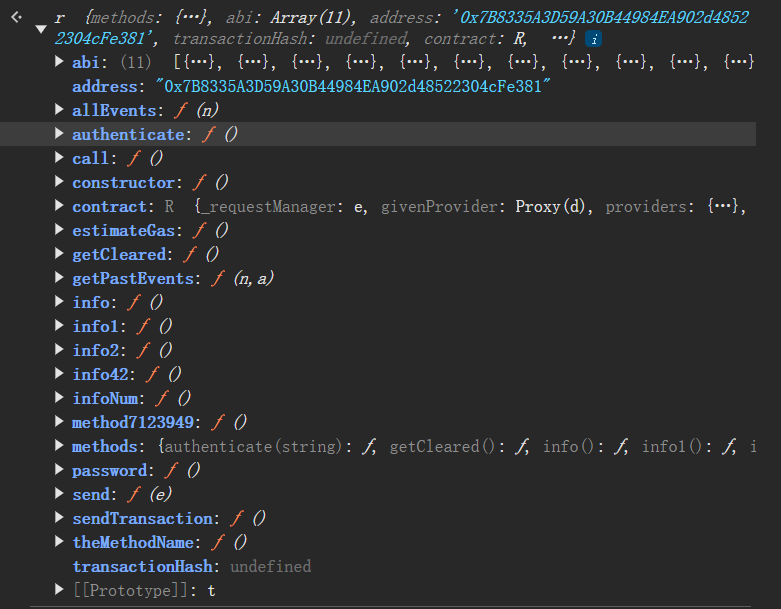 r {methods: {…}, abi: Array(11), address: '0x7B8335A3D59A30B44984EA902d4852
2304cFe381', transactionHash: undefined, contract: R, …} i
abi: (11) [{…}, {…}, {…}, {…}, {…}, {…}, {…}, {…}, {…}, {…}, {…}
address: "0x7B8335A3D59A30B44984EA902d48522304cFe381"
allEvents: ƒ (n)
authenticate: ƒ ()
call: ƒ ()
constructor: ƒ ()
contract: R {_requestManager: e, givenProvider: Proxy(d), providers: {…},
estimateGas: ƒ ()
getCleared: ƒ ()
getPastEvents: ƒ (n,a)
info: ƒ ()
info1: ƒ ()
info2: ƒ ()
info42: ƒ ()
infoNum: ƒ ()
method7123949: ƒ ()
methods: {authenticate(string): ƒ, getCleared(): ƒ, info(): ƒ, info1(): ƒ, i
password: ƒ ()
send: ƒ (e)
sendTransaction: ƒ ()
theMethodName: ƒ ()
transactionHash: undefined
[[Prototype]]: t